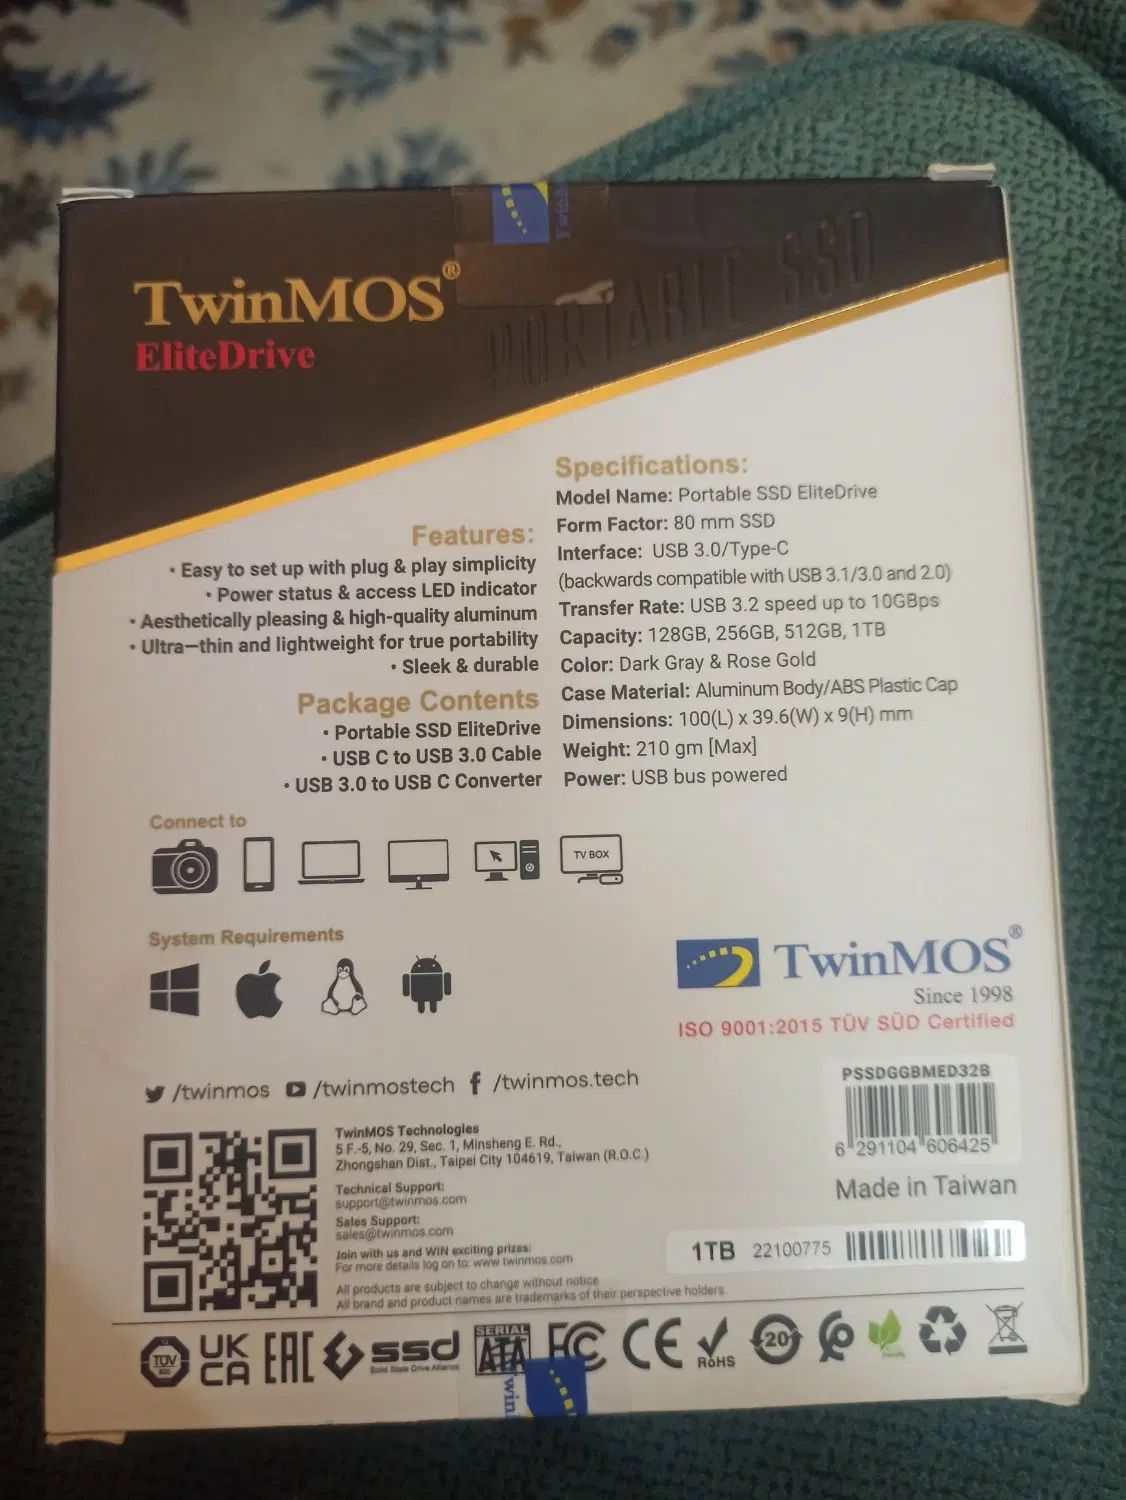 TwinMOS®
EliteDrive
PORTABLE SSD
Twin
Features:
• Easy to set up with plug & play simplicity
• Power status & access LED indicator
• Aesthetically pleasing & high-quality aluminum
• Ultra—thin and lightweight for true portability
• Sleek & durable
Package Contents
• Portable SSD EliteDrive
• USB C to USB 3.0 Cable
• USB 3.0 to USB C Converter
Specifications:
Model Name: Portable SSD EliteDrive
Form Factor: 80 mm SSD
Interface: USB 3.0/Type-C
(backwards compatible with USB 3.1/3.0 and 2.0)
Transfer Rate: USB 3.2 speed up to 10GBps
Capacity: 128GB, 256GB, 512GB, 1TB
Color: Dark Gray & Rose Gold
Case Material: Aluminum Body/ABS Plastic Cap
Dimensions: 100(L) x 39.6(W) x 9(H) mm
Weight: 210 gm [Max]
Power: USB bus powered
Connect to
TV BOX
System Requirements
TwinMOS®
Since 1998
ISO 9001:2015 TÜV SÜD Certified
/twinmos /twinmostech /twinmos.tech
PSSDGGBMED32B
6 291104 606425
Made in Taiwan
1TB 22100775
TwinMOS Technologies
5 F.-5, No. 29, Sec. 1, Minsheng E. Rd.,
Zhongshan Dist., Taipei City 104619, Taiwan (R.O.C.)
Technical Support:
support@twinmos.com
Sales Support:
sales@twinmos.com
Join with us and WIN exciting prizes:
For more details log on to: www.twinmos.com
All products are subject to change without notice
All brand and product names are trademarks of their perspective holders
TÜV
UK
CA
EAC
ssd
Solid State Drive Alliance
SERIAL
ATA
FC
CE
RoHS
20
Twin